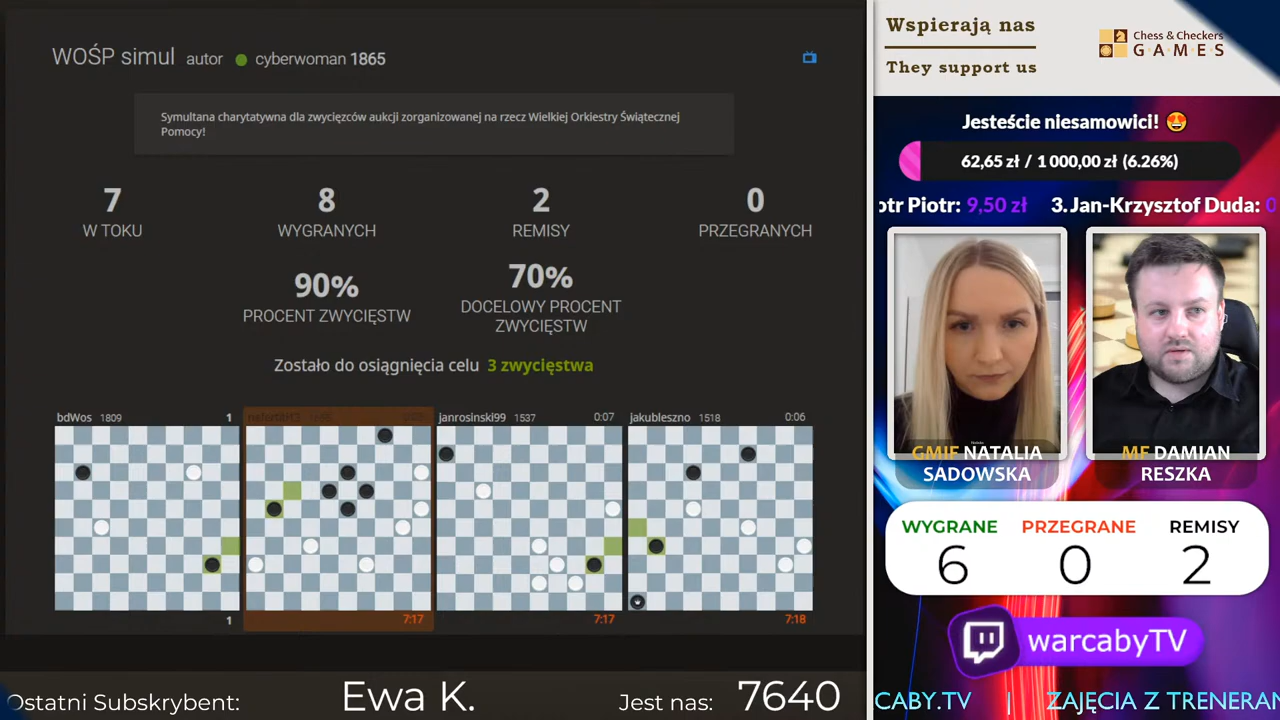 WOŚP simul autor cyberwoman 1865
Symultana charytatywna dla zwycięzców aukcji zorganizowanej na rzecz Wielkiej Orkiestry Świątecznej
Pomocy!
7
W TOKU
8
WYGRANYCH
2
REMISY
0
PRZEGRANYCH
90%
PROCENT ZWYCIĘSTW
70%
DOCELOWY PROCENT
ZWYCIĘSTW
Zostało do osiągnięcia celu 3 zwycięstwa
bdWos 1809 1
janrosinski99 1537 0:07
jakubleszno 1518 0:06
1
7:17
7:17
7:18
Wspierają nas
They support us
Chess & Checkers
GAMES
Jesteście niesamowici!
62,65 zł / 1 000,00 zł (6.26%)
otr Piotr: 9,50 zł 3. Jan-Krzysztof Duda: 0
GMIF NATALIA
SADOWSKA
MF DAMIAN
RESZKA
WYGRANE PRZEGRANE REMISY
6 0 2
warcabyTV
Ostatni Subskrybent: Ewa K. Jest nas: 7640
CABY.TV | ZAJĘCIA Z TRENERAN